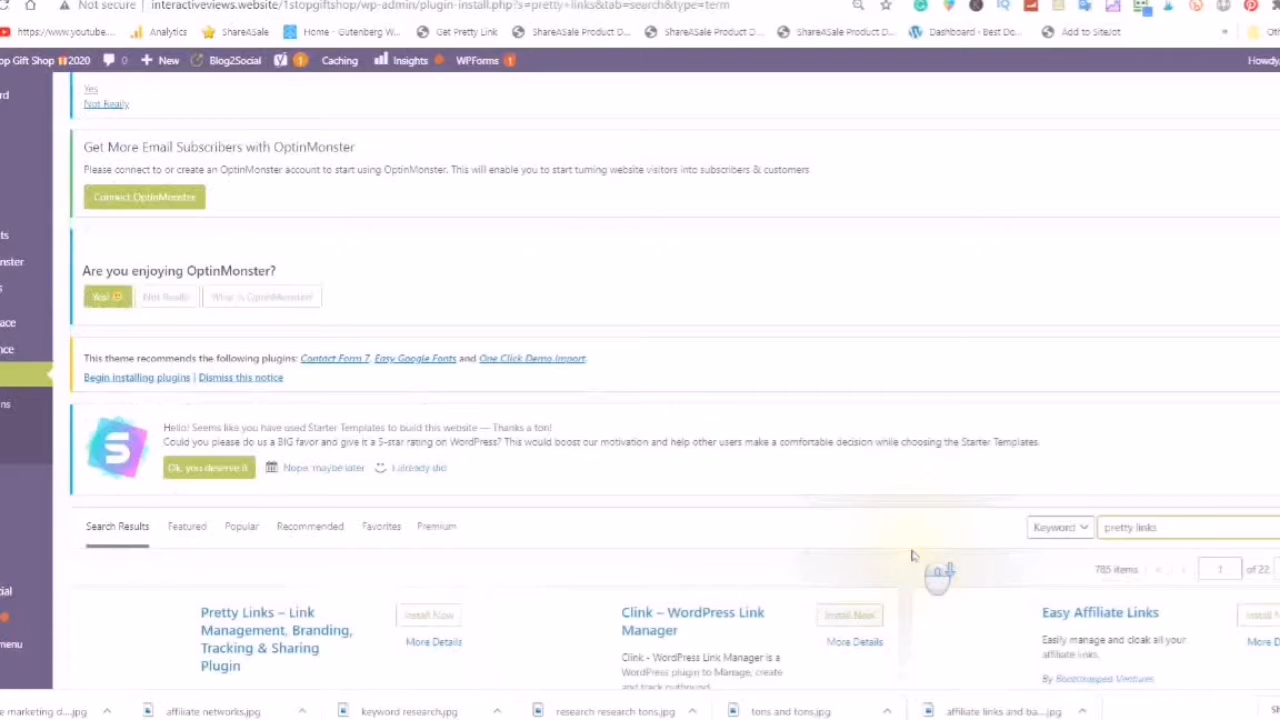 Not secure interactiveviews.website/1stopgiftshop/wp-admin/plugin-install.php?s=pretty+links&tab=search&type=term
https://www.youtube.... Analytics ShareASale Home - Gutenberg W... Get Pretty Link ShareASale Product D... ShareASale Product D... ShareASale Product D... Dashboard ‹ Best Do... Add to SiteJot
op Gift Shop 2020 0 New Blog2Social 1 Caching Insights WPForms 1 Howdy,
Yes
Not Really
Get More Email Subscribers with OptinMonster
Please connect to or create an OptinMonster account to start using OptinMonster. This will enable you to start turning website visitors into subscribers & customers
Connect OptinMonster
Are you enjoying OptinMonster?
Yes! Not Really What is OptinMonster?
This theme recommends the following plugins: Contact Form 7, Easy Google Fonts and One Click Demo Import.
Begin installing plugins | Dismiss this notice
Hello! Seems like you have used Starter Templates to build this website — Thanks a ton!
Could you please do us a BIG favor and give it a 5-star rating on WordPress? This would boost our motivation and help other users make a comfortable decision while choosing the Starter Templates.
Ok, you deserve it Nope, maybe later I already did
Search Results Featured Popular Recommended Favorites Premium Keyword pretty links
785 items « ‹ 1 of 22
Pretty Links – Link
Management, Branding,
Tracking & Sharing
Plugin
Install Now
More Details
Clink – WordPress Link
Manager
Clink - WordPress Link Manager is a
WordPress plugin to Manage, create
and track outbound
Install Now
More Details
Easy Affiliate Links
Easily manage and cloak all your
affiliate links.
By Bootstrapped Ventures
Install N
More D
e marketing d....jpg affiliate networks.jpg keyword research.jpg research research tons.jpg tons and tons.jpg affiliate links and ba....jpg